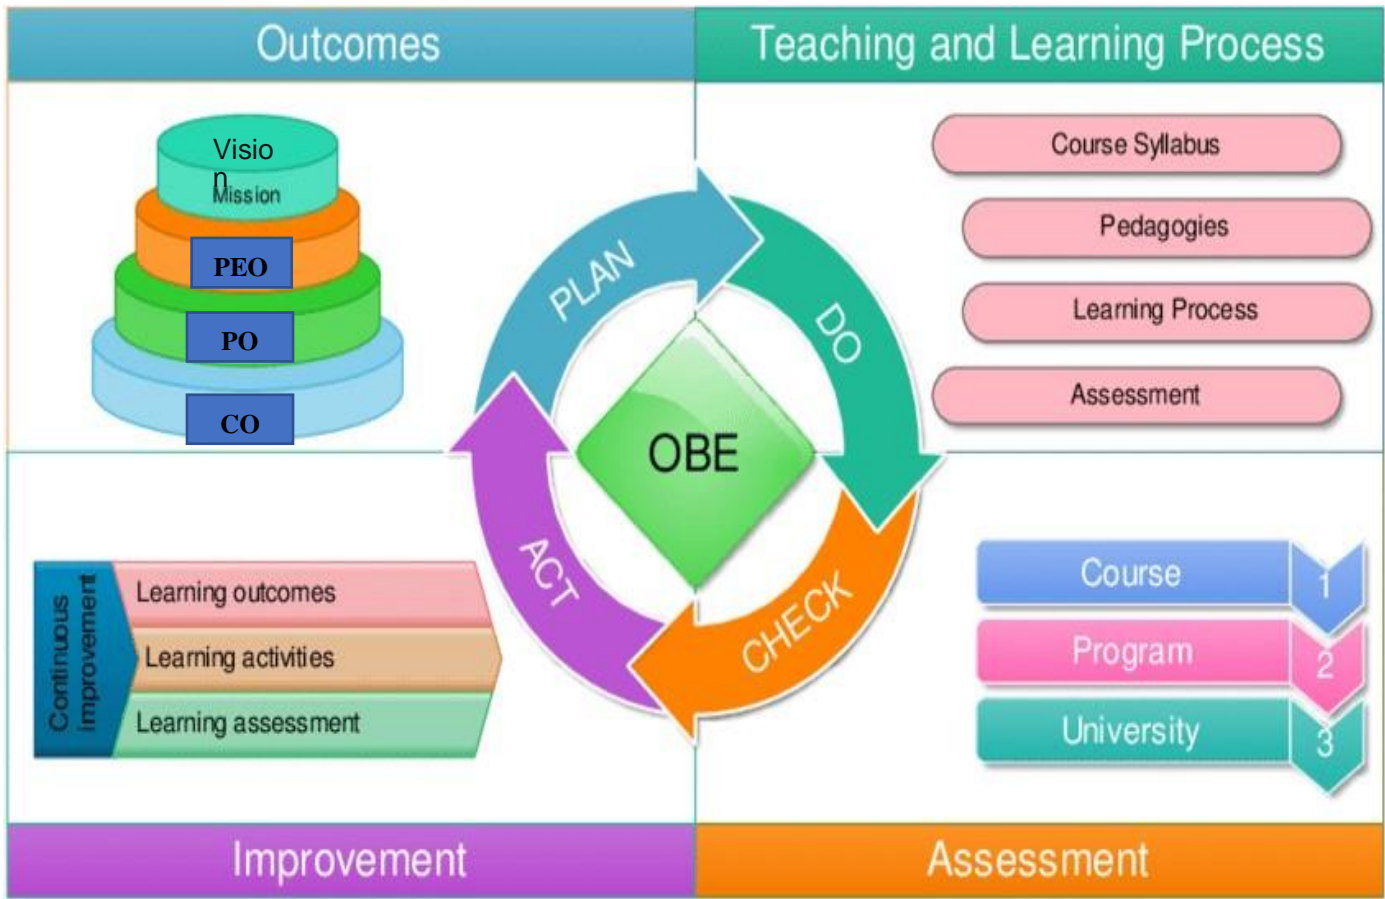 Outcomes
Teaching and Learning Process
Visio
n
Mission
PEO
PO
CO
Course Syllabus
Pedagogies
Learning Process
Assessment
PLAN
DO
CHECK
ACT
OBE
Continuous
improvement
Learning outcomes
Learning activities
Learning assessment
Course 1
Program 2
University 3
Improvement
Assessment